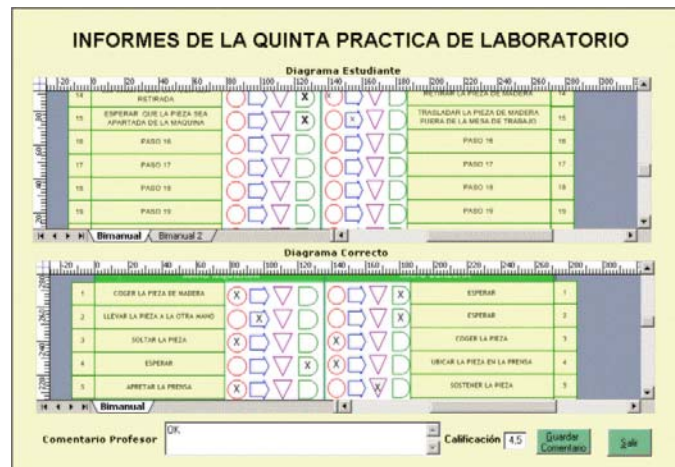 INFORMES DE LA QUINTA PRACTICA DE LABORATORIO
Diagrama Estudiante
14 RETIRADA X X RETIRAR LA PIEZA DE MADERA 14
15 ESPERAR QUE LA PIEZA SEA APARTADA DE LA MAQUINA X X TRASLADAR LA PIEZA DE MADERA FUERA DE LA MESA DE TRABAJO 15
16 PASO 16 PASO 16 16
17 PASO 17 PASO 17 17
18 PASO 18 PASO 18 18
19 PASO 19 PASO 19 19
Bimanual Bimanual 2
Diagrama Correcto
1 COGER LA PIEZA DE MADERA X X ESPERAR 1
2 LLEVAR LA PIEZA A LA OTRA MANO X X ESPERAR 2
3 SOLTAR LA PIEZA X X COGER LA PIEZA 3
4 ESPERAR X X UBICAR LA PIEZA EN LA PRENSA 4
5 APRETAR LA PRENSA X X SOSTENER LA PIEZA 5
Bimanual
Comentario Profesor OK Calificación 4,5 Guardar Comentario Salir